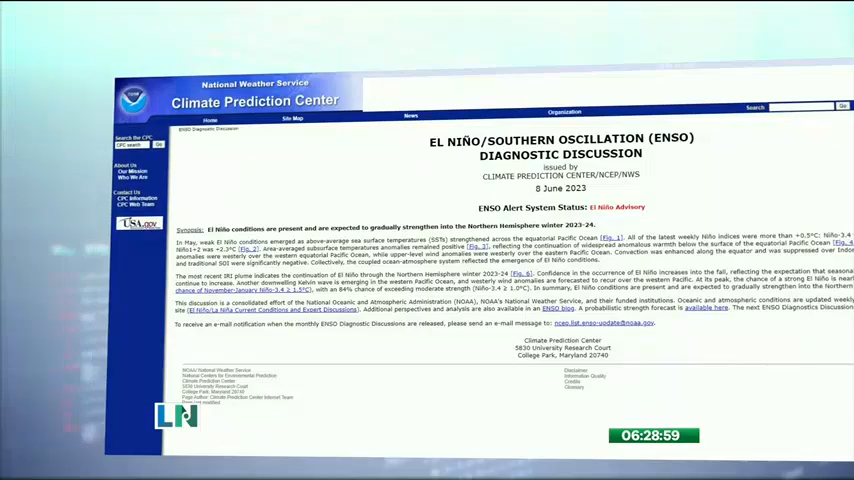 National Weather Service
Climate Prediction Center
Home Site Map News Organization Search Go
ENSO Diagnostic Discussion
Search the CPC
CPC search Go
About Us
Our Mission
Who We Are
Contact Us
CPC Information
CPC Web Team
USA.gov
EL NIÑO/SOUTHERN OSCILLATION (ENSO)
DIAGNOSTIC DISCUSSION
issued by
CLIMATE PREDICTION CENTER/NCEP/NWS
8 June 2023
ENSO Alert System Status: El Niño Advisory
Synopsis: El Niño conditions are present and are expected to gradually strengthen into the Northern Hemisphere winter 2023-24.
In May, weak El Niño conditions emerged as above-average sea surface temperatures (SSTs) strengthened across the equatorial Pacific Ocean [Fig. 1]. All of the latest weekly Niño indices were more than +0.5°C: Niño-3.4
Niño1+2 was +2.3°C [Fig. 2]. Area-averaged subsurface temperatures anomalies remained positive [Fig. 3], reflecting the continuation of widespread anomalous warmth below the surface of the equatorial Pacific Ocean [Fig. 4
anomalies were westerly over the western equatorial Pacific Ocean, while upper-level wind anomalies were westerly over the eastern Pacific Ocean. Convection was enhanced along the equator and was suppressed over Indon
and traditional SOI were significantly negative. Collectively, the coupled ocean-atmosphere system reflected the emergence of El Niño conditions.
The most recent IRI plume indicates the continuation of El Niño through the Northern Hemisphere winter 2023-24 [Fig. 6]. Confidence in the occurrence of El Niño increases into the fall, reflecting the expectation that seasonal
continue to increase. Another downwelling Kelvin wave is emerging in the western Pacific Ocean, and westerly wind anomalies are forecasted to recur over the western Pacific. At its peak, the chance of a strong El Niño is nearl
chance of November-January Niño-3.4 ≥ 1.5°C), with an 84% chance of exceeding moderate strength (Niño-3.4 ≥ 1.0°C). In summary, El Niño conditions are present and are expected to gradually strengthen into the Northern
This discussion is a consolidated effort of the National Oceanic and Atmospheric Administration (NOAA), NOAA's National Weather Service, and their funded institutions. Oceanic and atmospheric conditions are updated weekly
site (El Niño/La Niña Current Conditions and Expert Discussions). Additional perspectives and analysis are also available in an ENSO blog. A probabilistic strength forecast is available here. The next ENSO Diagnostics Discussion
To receive an e-mail notification when the monthly ENSO Diagnostic Discussions are released, please send an e-mail message to: ncep.list.enso-update@noaa.gov.
Climate Prediction Center
5830 University Research Court
College Park, Maryland 20740
NOAA/ National Weather Service
National Centers for Environmental Prediction
Climate Prediction Center
5830 University Research Court
College Park, Maryland 20740
Page Author: Climate Prediction Center Internet Team
Page last modified
Disclaimer
Information Quality
Credits
Glossary
LN
06:28:59